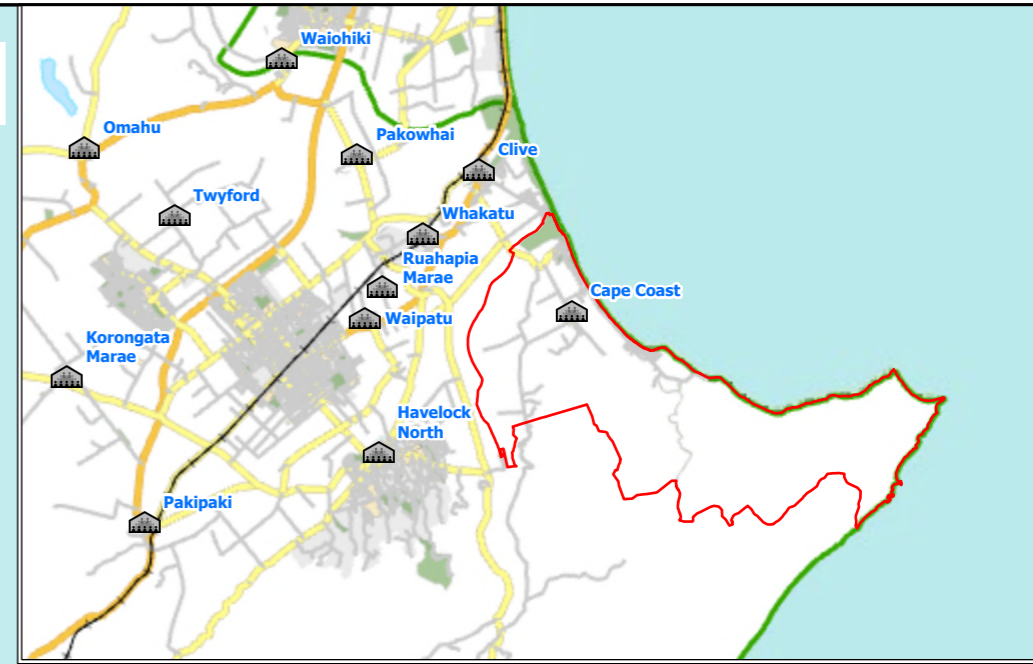 Waiohiki
Omahu
Pakowhai
Clive
Twyford
Whakatu
Ruahapia
Marae
Cape Coast
Waipatu
Korongata
Marae
Havelock
North
Pakipaki